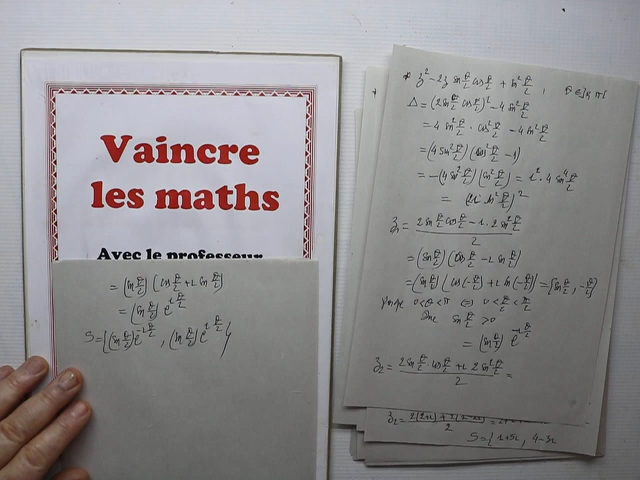 Vaincre
les maths
Avec le professeur
= (sin θ/2) (cos θ/2 + i sin θ/2)
= (sin θ/2) e^{iθ/2}
S = {(sin θ/2) e^{-iθ/2}, (sin θ/2) e^{iθ/2}}
* z² - 2z sin θ/2 cos θ/2 + sin² θ/2 ; θ ∈ ]0, π[
Δ = (2 sin θ/2 cos θ/2)² - 4 sin² θ/2
= 4 sin² θ/2 · cos² θ/2 - 4 sin² θ/2
= (4 sin² θ/2) (cos² θ/2 - 1)
= -(4 sin² θ/2) (sin² θ/2) = i² · 4 sin⁴ θ/2
= (2i sin² θ/2)²
z₁ = (2 sin θ/2 cos θ/2 - i · 2 sin² θ/2) / 2
= (sin θ/2) (cos θ/2 - i sin θ/2)
= (sin θ/2) (cos(-θ/2) + i sin(-θ/2)) = [sin θ/2, -θ/2]
puisque 0 < θ < π ⇔ 0 < θ/2 < π/2
Donc sin θ/2 > 0
= (sin θ/2) e^{-iθ/2}
z₂ = (2 sin θ/2 cos θ/2 + i 2 sin² θ/2) / 2 =
S = {1+5i, 4-3i